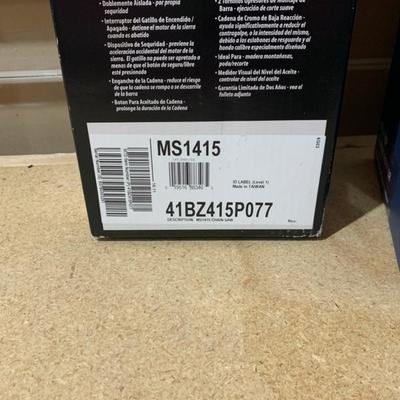 • Doblemente Aislada - por propia
seguridad
• Interruptor del Gatillo de Encendido /
Apagado - detiene el motor de la
sierra cuando es abatido
• Dispositivo de Seguridad - previene la
aceleración accidental del motor de la
sierra. El gatillo no puede ser apretado a
menos de que el botón de segura/libre
esté presionado
• Enganche de la Cadena - reduce el riesgo
de que la cadena se rompa o se descarrile
de la barra
• Boton Para Aceitado de Cadena -
prolonga la duración de la Cadena
• 2 Tornillos Opresores de Montaje de
Barra - ejecución de corte suave
• Cadena de Cromo de Baja Reacción -
ayuda significativamente a reducir el
contragolpe, a la intensidad del mismo,
debido a los eslabones de resguardo y al
hondo calibre especialmente diseñado
• Ideal Para - madera montañosas,
poda/recorte
• Medidor Visual del Nivel del Aceite
- controlar el nivel del aceite
• Garantía Limitada de Dos Años - vea el
folleto adjunto
MS1415
ID LABEL (Level 1)
Made in TAIWAN
41BZ415P077
DESCRIPTION: MS1415 CHAIN SAW
Rev.: